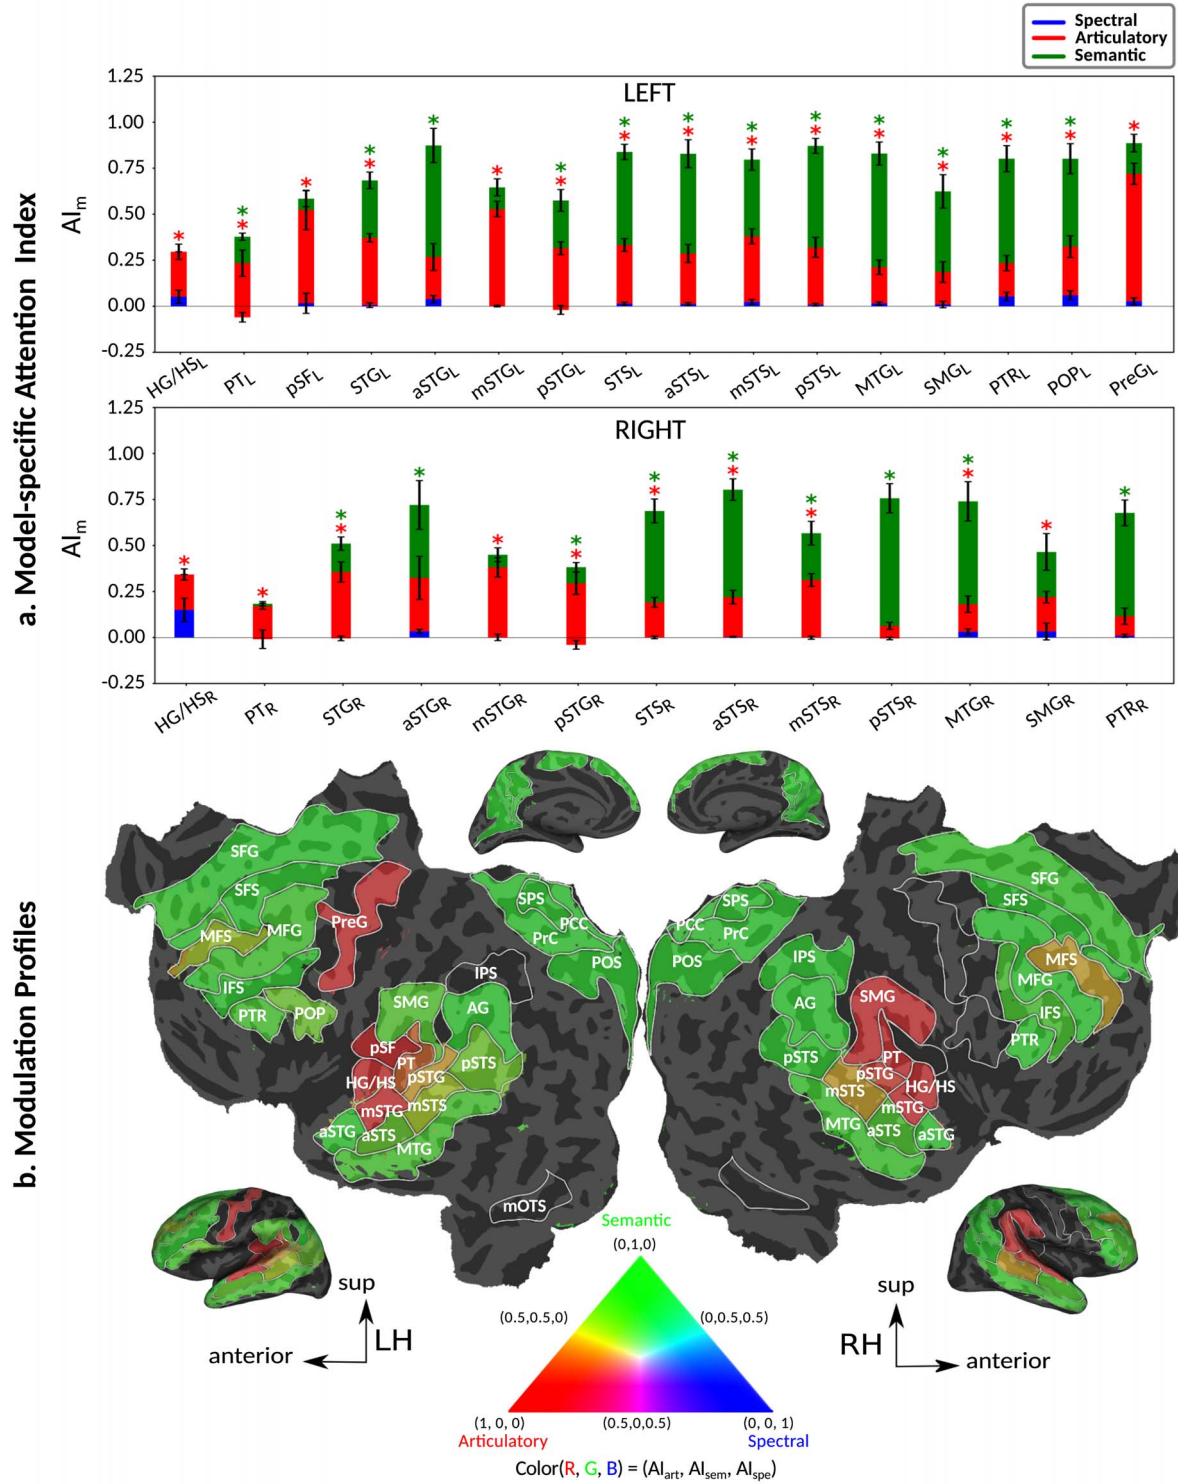 Spectral
Articulatory
Semantic
a. Model-specific Attention Index
LEFT
AIm
1.25
1.00
0.75
0.50
0.25
0.00
-0.25
HG/HSL PTL pSFL STGL aSTGL mSTGL pSTGL STSL aSTSL mSTSL pSTSL MTGL SMGL PTRL POPL PreGL
RIGHT
AIm
1.25
1.00
0.75
0.50
0.25
0.00
-0.25
HG/HSR PTR STGR aSTGR mSTGR pSTGR STSR aSTSR mSTSR pSTSR MTGR SMGR PTRR
b. Modulation Profiles
SFG
SFS
MFS
MFG
PreG
IFS
PTR
POP
SPS
PCC
PrC
POS
IPS
SMG
AG
pSF
PT
pSTG
pSTS
HG/HS
mSTG
mSTS
aSTG
aSTS
MTG
mOTS
SPS
PCC
PrC
POS
IPS
AG
SMG
pSTS
PT
pSTG
HG/HS
mSTS
mSTG
MTG
aSTS
aSTG
SFG
SFS
MFS
MFG
IFS
PTR
sup
LH
anterior
sup
RH
anterior
Semantic
(0,1,0)
(0.5,0.5,0)
(0,0.5,0.5)
(1, 0, 0)
(0.5,0,0.5)
(0, 0, 1)
Articulatory
Spectral
Color(R, G, B) = (AIart, AIsem, AIspe)